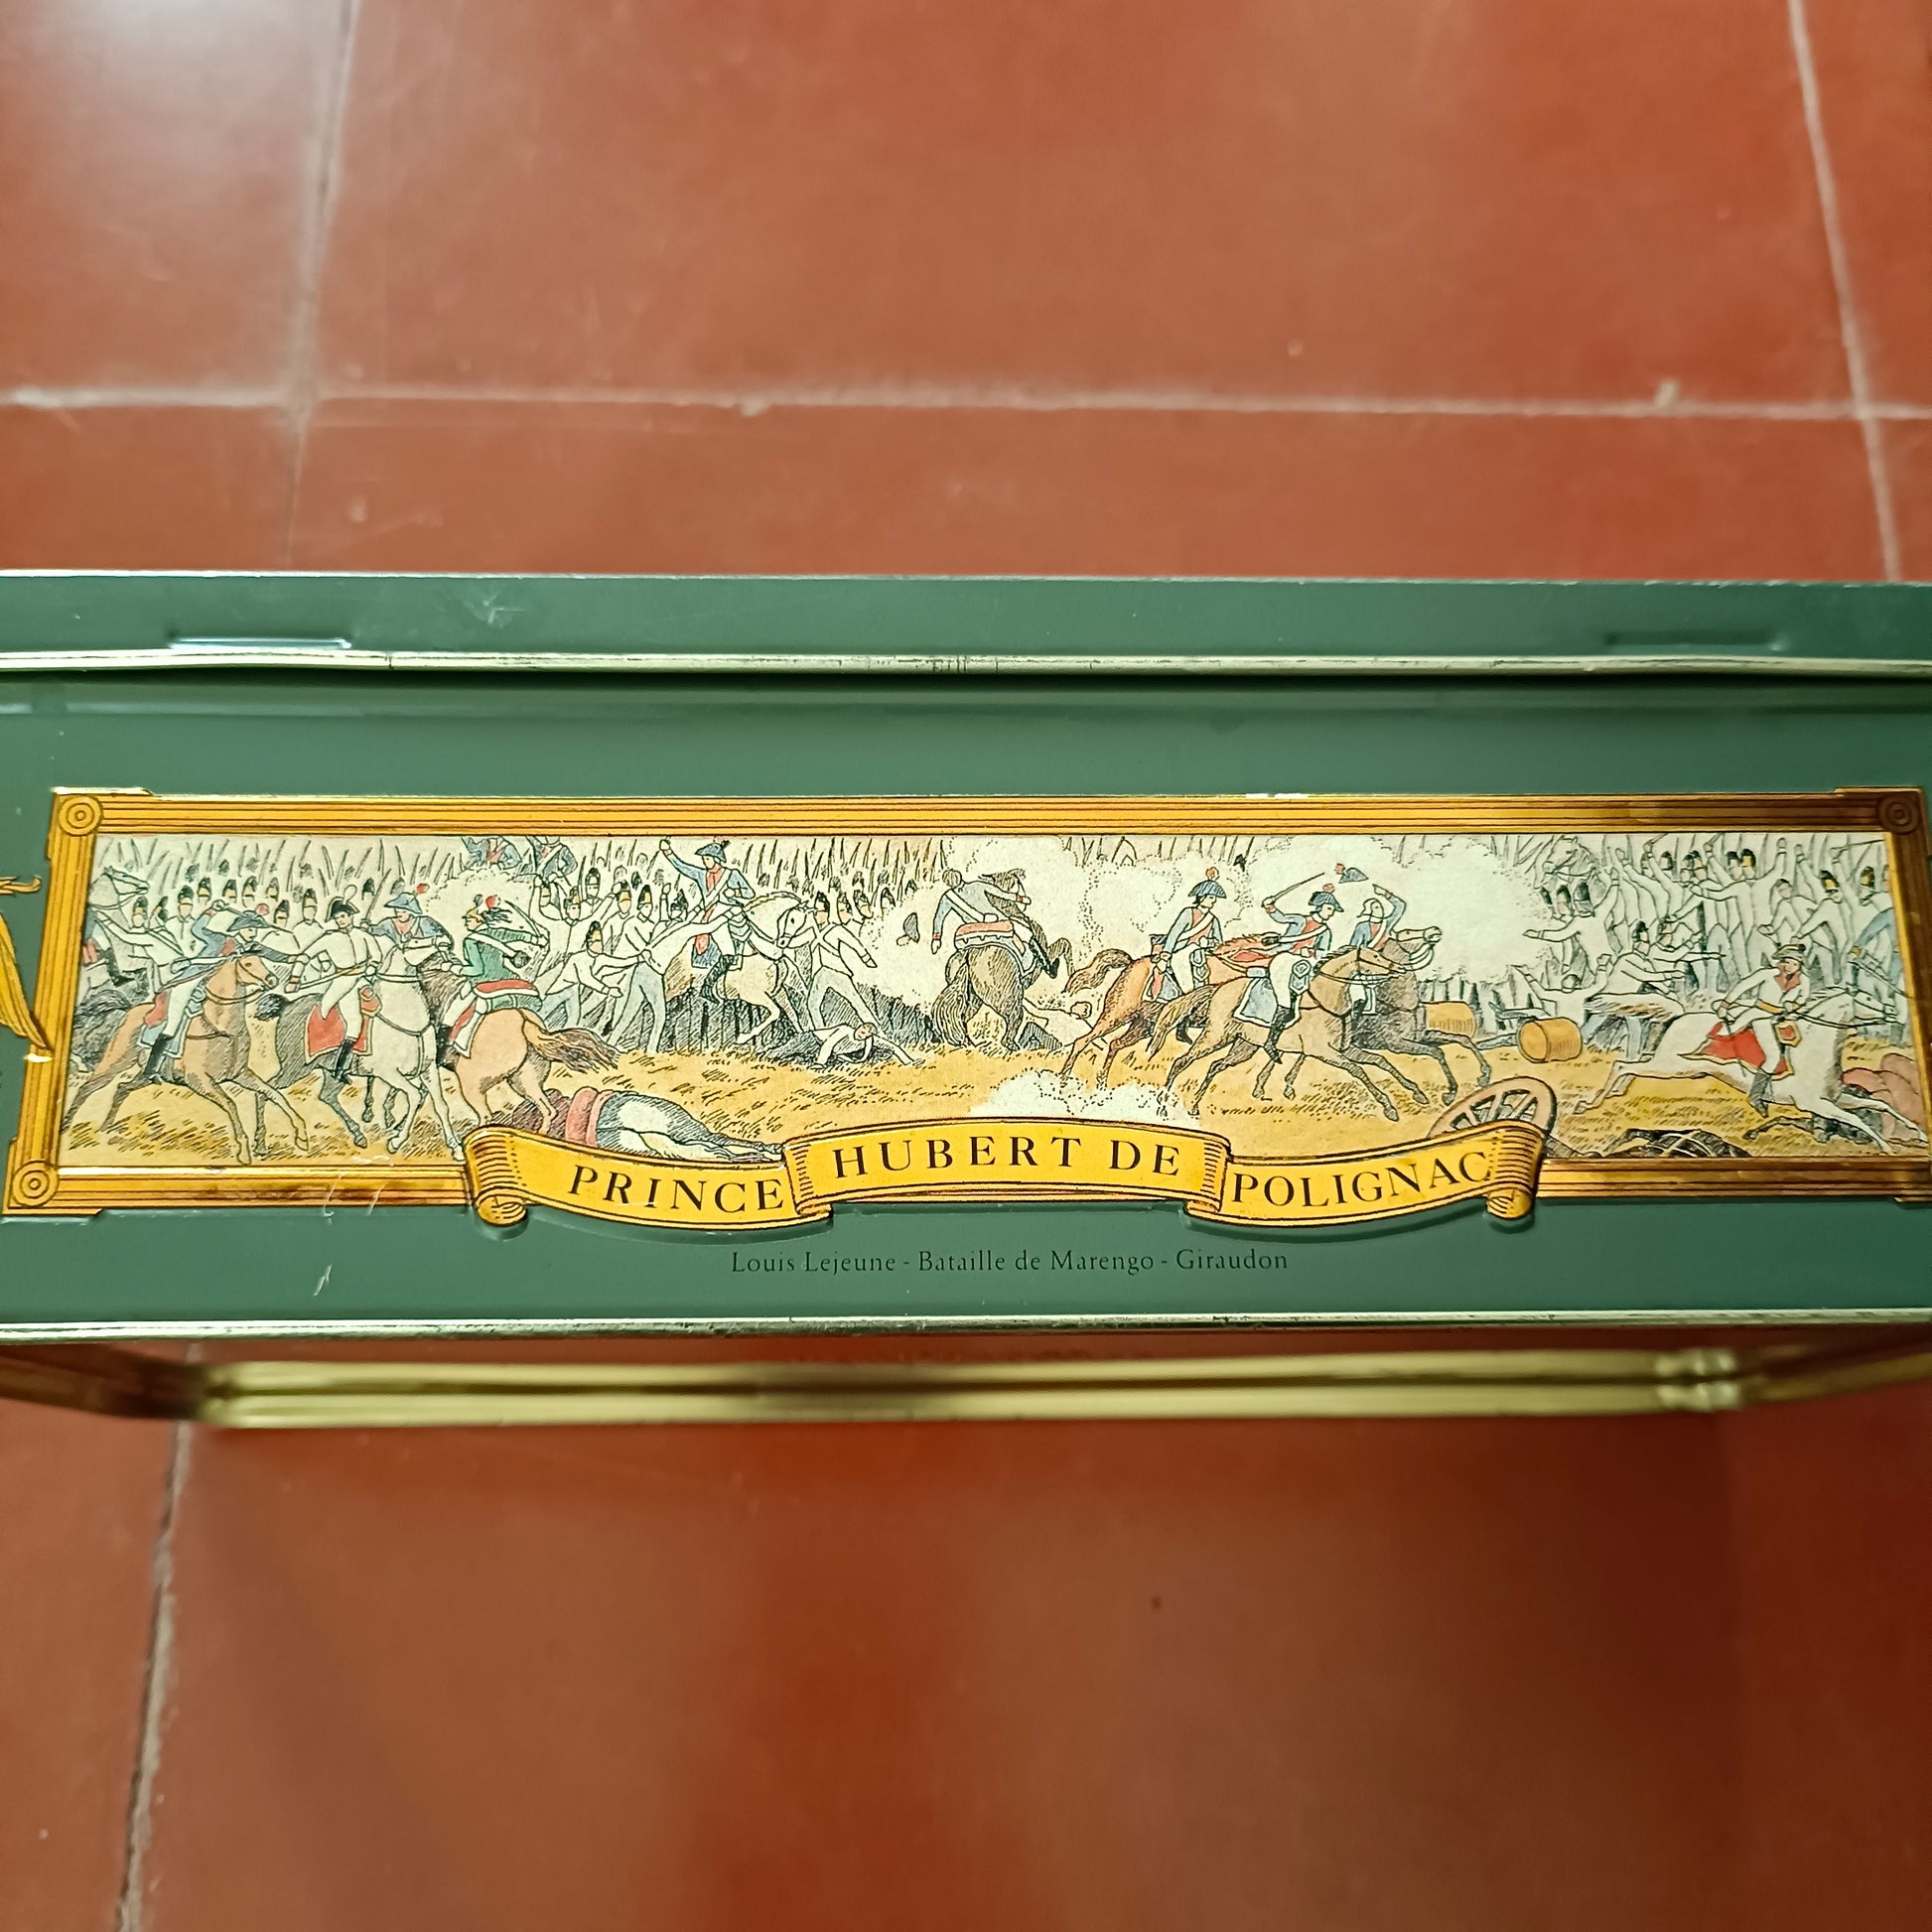 PRINCE HUBERT DE POLIGNAC
Louis Lejeune - Bataille de Marengo - Giraudon